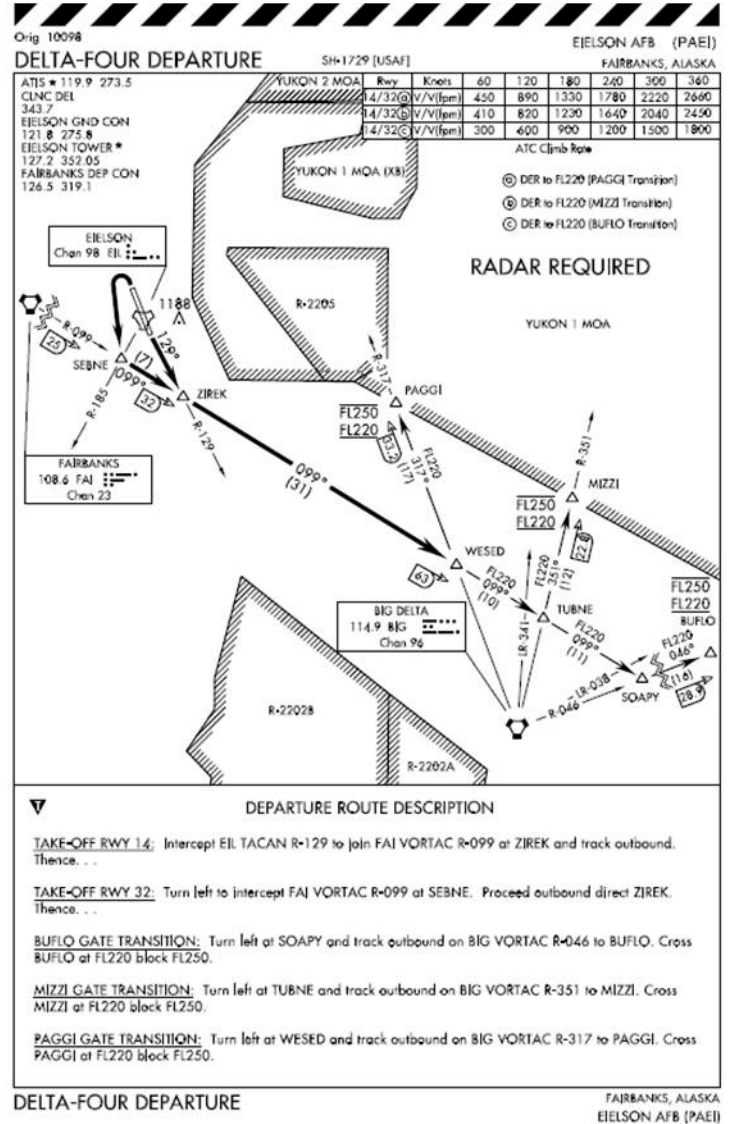 Orig 10098
EIELSON AFB (PAEI)
DELTA-FOUR DEPARTURE
SH-1729 [USAF]
FAIRBANKS, ALASKA
ATIS ★ 119.9 273.5
CLNC DEL
343.7
EIELSON GND CON
121.8 275.8
EIELSON TOWER ★
127.2 352.05
FAIRBANKS DEP CON
126.5 319.1
YUKON 2 MOA
Rwy Knots 60 120 180 240 300 360
14/32ⓐ V/V(fpm) 450 890 1330 1780 2220 2660
14/32ⓑ V/V(fpm) 410 820 1230 1640 2040 2450
14/32ⓒ V/V(fpm) 300 600 900 1200 1500 1800
ATC Climb Rate
ⓐ DER to FL220 (PAGGI Transition)
ⓑ DER to FL220 (MIZZI Transition)
ⓒ DER to FL220 (BUFLO Transition)
YUKON 1 MOA (XB)
RADAR REQUIRED
YUKON 1 MOA
EIELSON
Chan 98 EIL
R-2205
1188
R-099
25
129°
SEBNE
(7)
099°
32
ZIREK
R-185
R-129
FAIRBANKS
108.6 FAI
Chan 23
R-317
PAGGI
FL250
FL220
33.2
FL220
317°
(17)
099°
(31)
R-351
MIZZI
FL250
FL220
22.8
FL220
351°
(12)
WESED
63
FL220
099°
(10)
TUBNE
BIG DELTA
114.9 BIG
Chan 96
LR-341
FL220
099°
(11)
FL250
FL220
BUFLO
FL220
046°
(16)
28.9
SOAPY
LR-038
R-046
R-2202B
R-2202A
T
DEPARTURE ROUTE DESCRIPTION
TAKE-OFF RWY 14: Intercept EIL TACAN R-129 to join FAI VORTAC R-099 at ZIREK and track outbound.
Thence. . .
TAKE-OFF RWY 32: Turn left to intercept FAI VORTAC R-099 at SEBNE. Proceed outbound direct ZIREK.
Thence. . .
BUFLO GATE TRANSITION: Turn left at SOAPY and track outbound on BIG VORTAC R-046 to BUFLO. Cross
BUFLO at FL220 block FL250.
MIZZI GATE TRANSITION: Turn left at TUBNE and track outbound on BIG VORTAC R-351 to MIZZI. Cross
MIZZI at FL220 block FL250.
PAGGI GATE TRANSITION: Turn left at WESED and track outbound on BIG VORTAC R-317 to PAGGI. Cross
PAGGI at FL220 block FL250.
DELTA-FOUR DEPARTURE
FAIRBANKS, ALASKA
EIELSON AFB (PAEI)